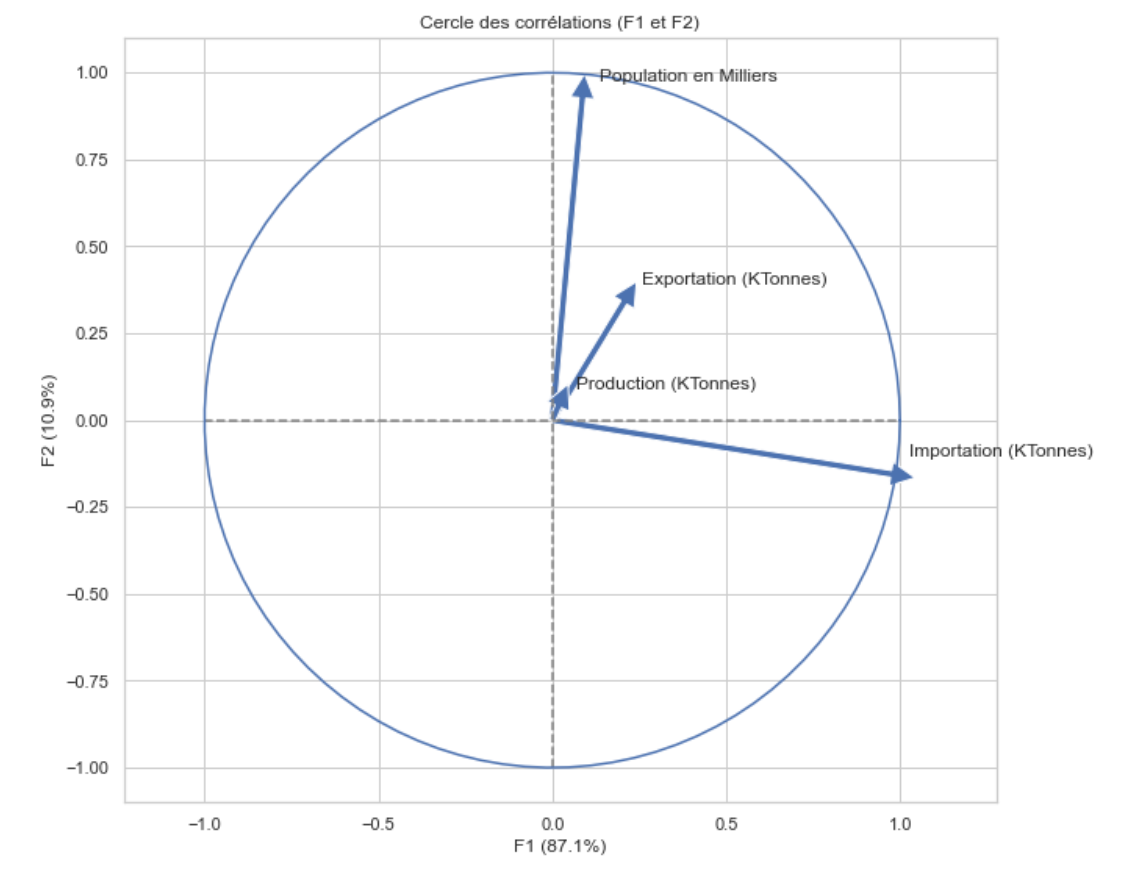 Cercle des corrélations (F1 et F2)
1.00
Population en Milliers
0.75
0.50
Exportation (KTonnes)
0.25
Production (KTonnes)
0.00
Importation (KTonnes)
F2 (10.9%)
−0.25
−0.50
−0.75
−1.00
−1.0 −0.5 0.0 0.5 1.0
F1 (87.1%)